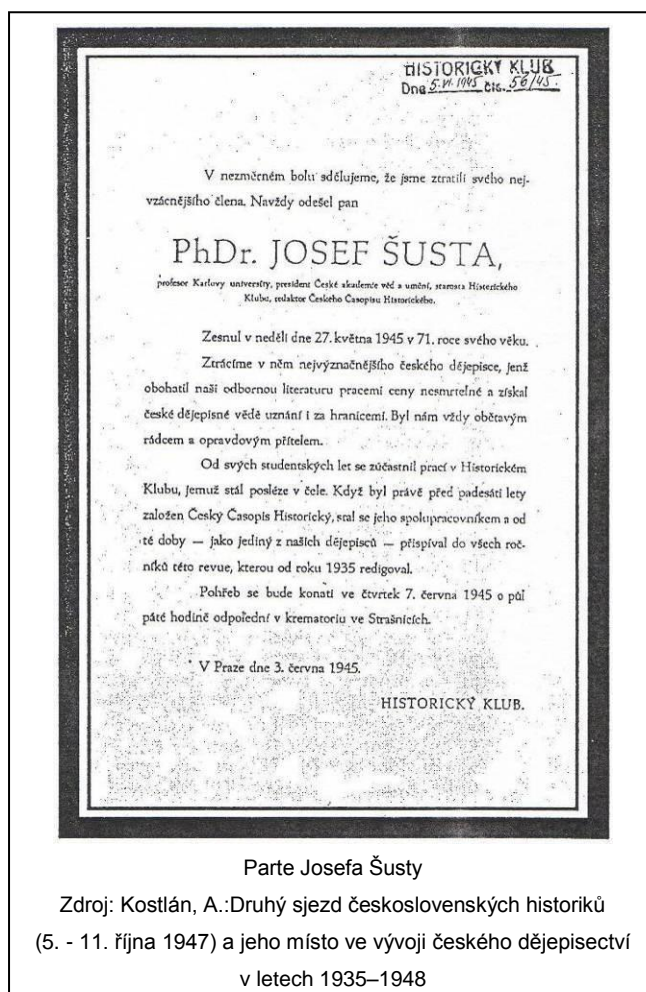 HISTORICKÝ KLUB
Dne 5.VI.1945 čís. 56/45.
V nezměrném bolu sdělujeme, že jsme ztratili svého nej-
vzácnějšího člena. Navždy odešel pan
PhDr. JOSEF ŠUSTA,
profesor Karlovy university, president České akademie věd a umění, starosta Historického
Klubu, redaktor Českého Časopisu Historického.
Zesnul v neděli dne 27. května 1945 v 71. roce svého věku.
Ztrácíme v něm nejvýznačnějšího českého dějepisce, jenž
obohatil naši odbornou literaturu pracemi ceny nesmrtelné a získal
české dějepisné vědě uznání i za hranicemi. Byl nám vždy obětavým
rádcem a opravdovým přítelem.
Od svých studentských let se zúčastnil prací v Historickém
Klubu, jemuž stál posléze v čele. Když byl právě před padesáti lety
založen Český Časopis Historický, stal se jeho spolupracovníkem a od
té doby — jako jediný z našich dějepisců — přispíval do všech roč-
níků této revue, kterou od roku 1935 redigoval.
Pohřeb se bude konati ve čtvrtek 7. června 1945 o půl
páté hodině odpolední v krematoriu ve Strašnicích.
V Praze dne 3. června 1945.
HISTORICKÝ KLUB.
Parte Josefa Šusty
Zdroj: Kostlán, A.:Druhý sjezd československých historiků
(5. - 11. října 1947) a jeho místo ve vývoji českého dějepisectví
v letech 1935–1948